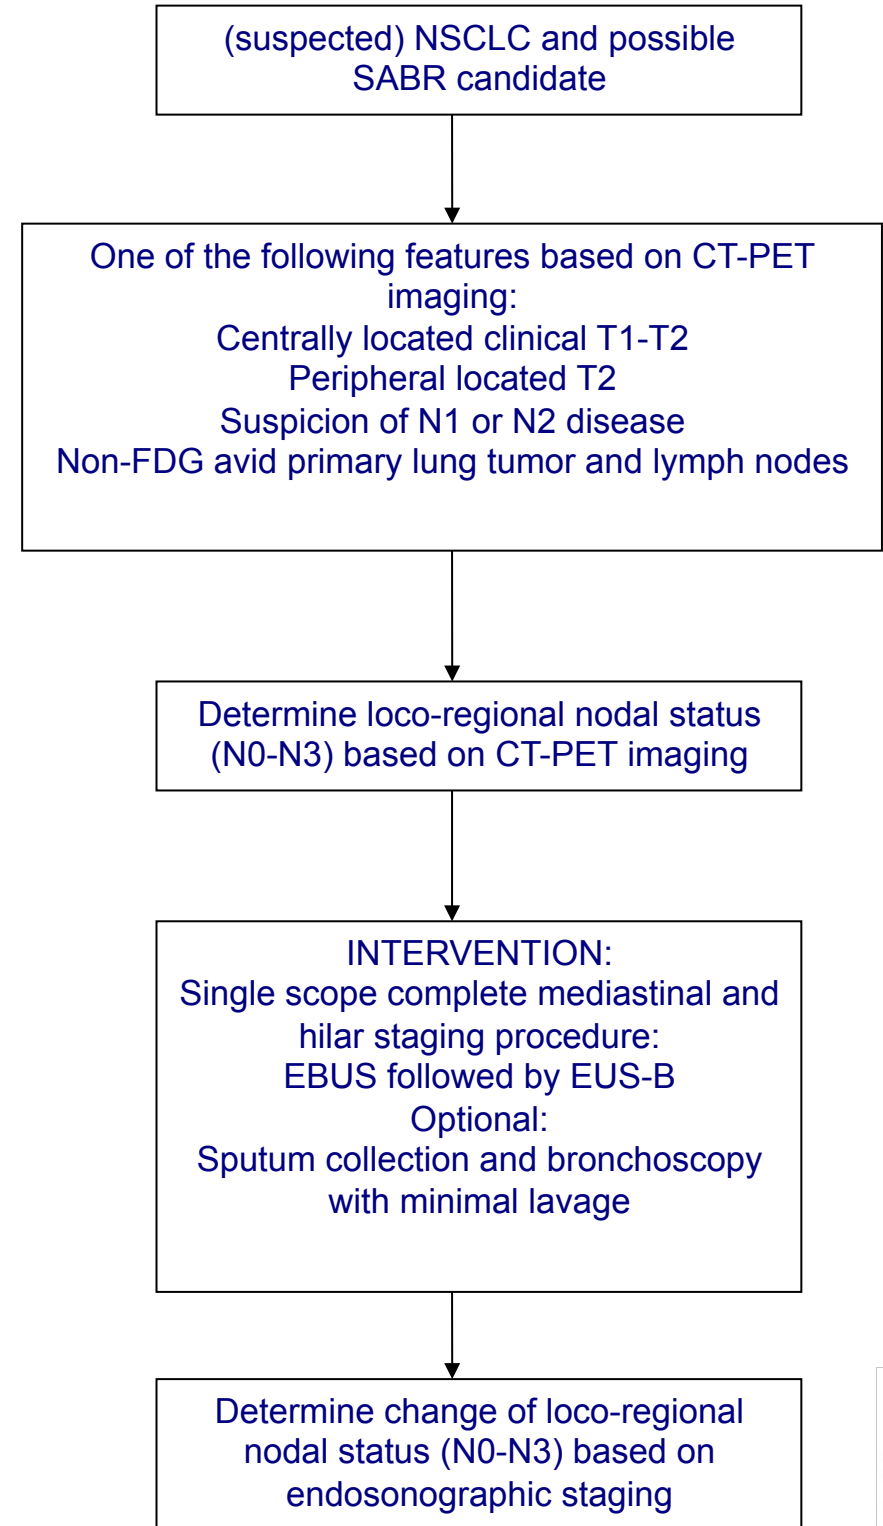 (suspected) NSCLC and possible
SABR candidate
One of the following features based on CT-PET
imaging:
Centrally located clinical T1-T2
Peripheral located T2
Suspicion of N1 or N2 disease
Non-FDG avid primary lung tumor and lymph nodes
Determine loco-regional nodal status
(N0-N3) based on CT-PET imaging
INTERVENTION:
Single scope complete mediastinal and
hilar staging procedure:
EBUS followed by EUS-B
Optional:
Sputum collection and bronchoscopy
with minimal lavage
Determine change of loco-regional
nodal status (N0-N3) based on
endosonographic staging